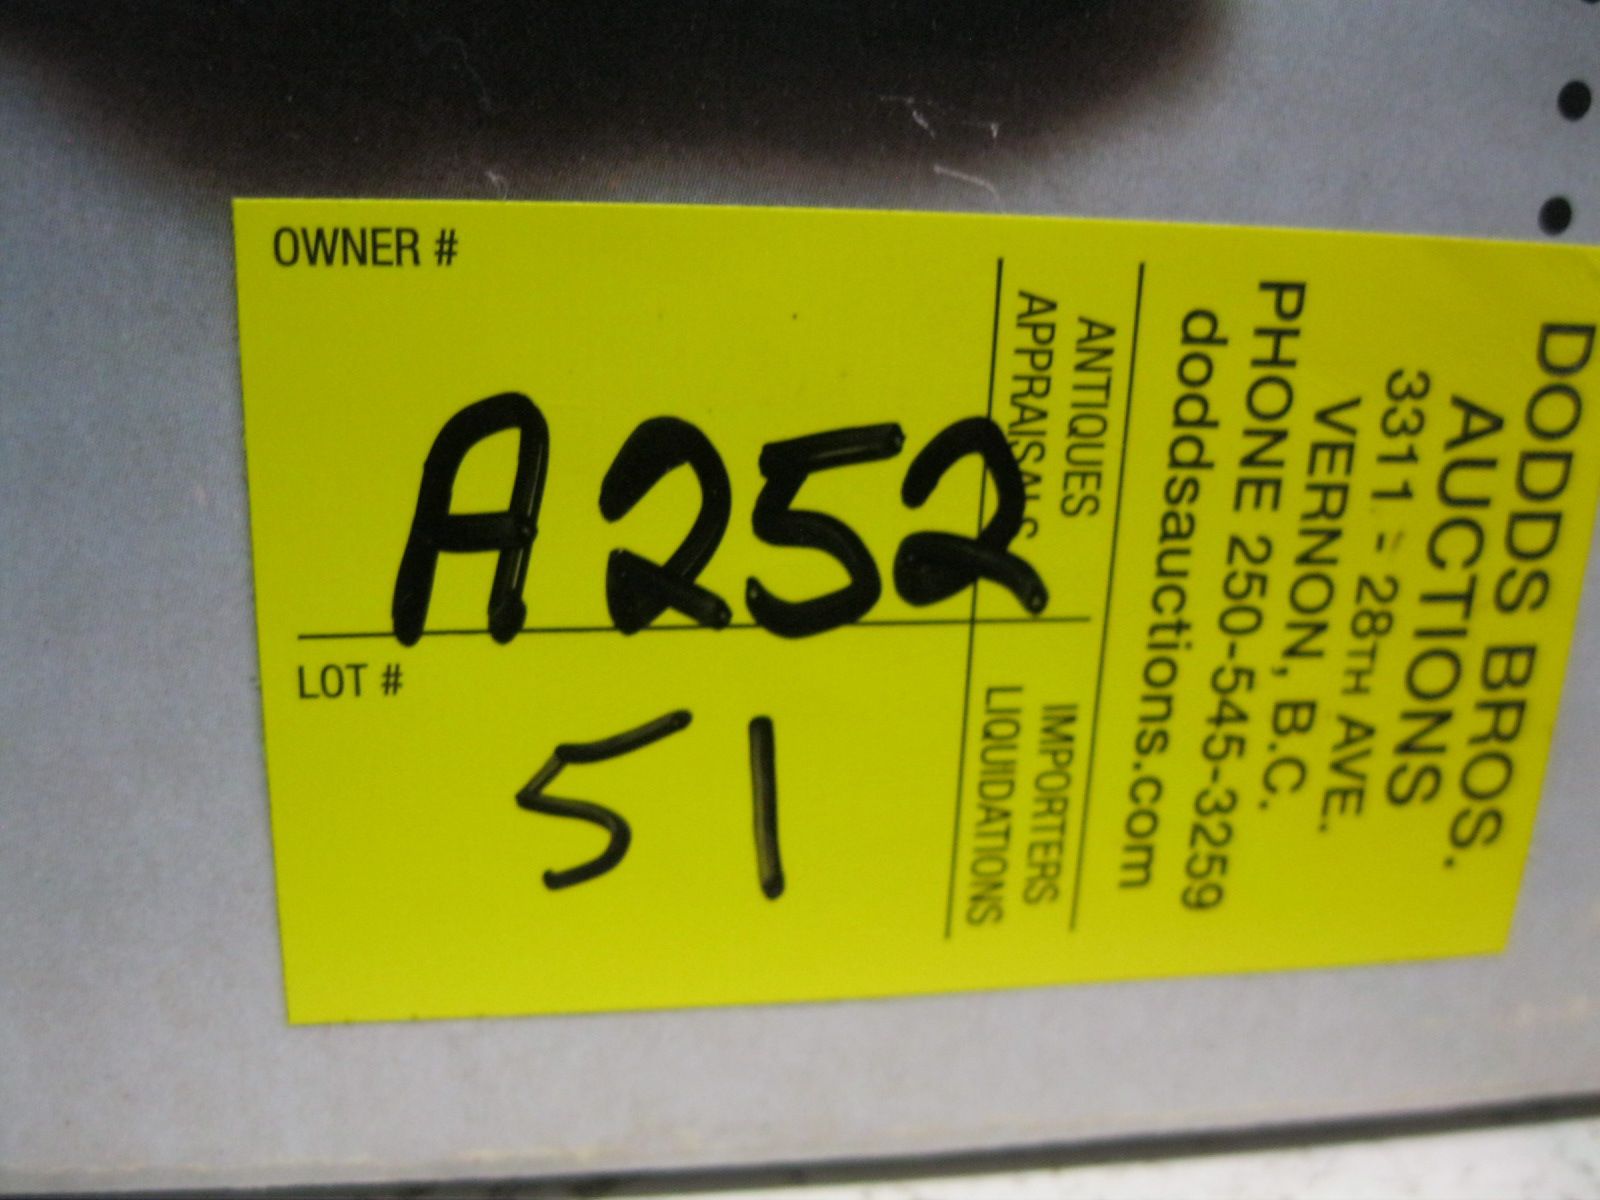 OWNER #
A252
LOT #
51
DODDS BROS.
AUCTIONS
3311 - 28TH AVE.
VERNON, B.C.
PHONE 250-545-3259
doddsauctions.com
ANTIQUES IMPORTERS
APPRAISALS LIQUIDATIONS